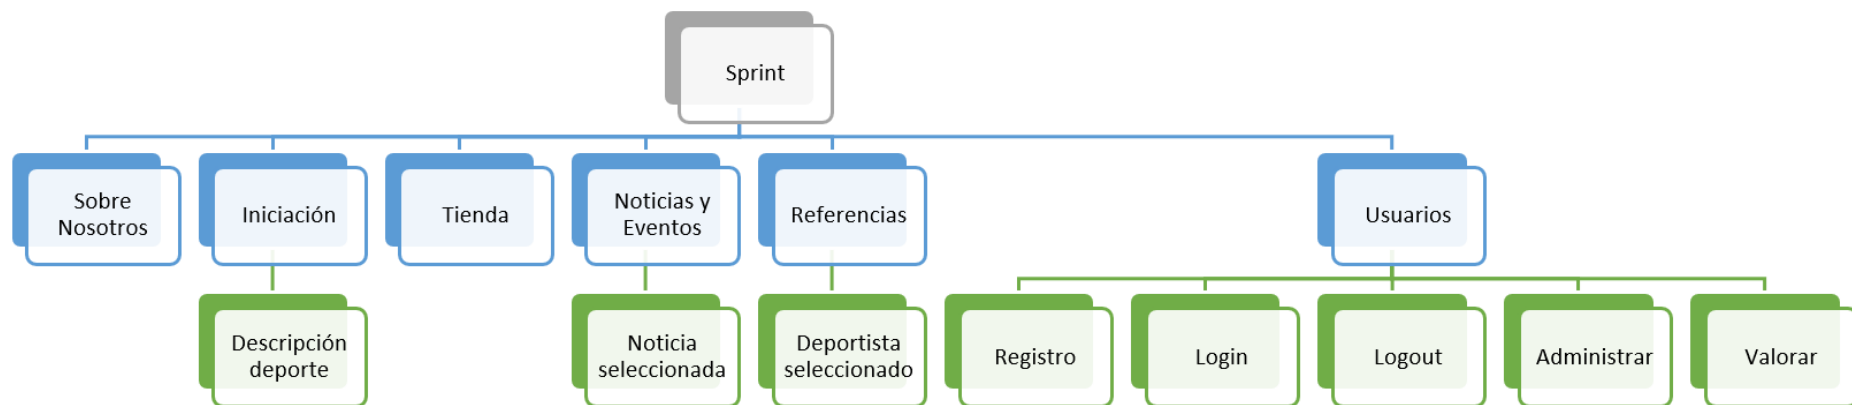 Sprint
Sobre
Nosotros
Iniciación
Tienda
Noticias y
Eventos
Referencias
Usuarios
Descripción
deporte
Noticia
seleccionada
Deportista
seleccionado
Registro
Login
Logout
Administrar
Valorar